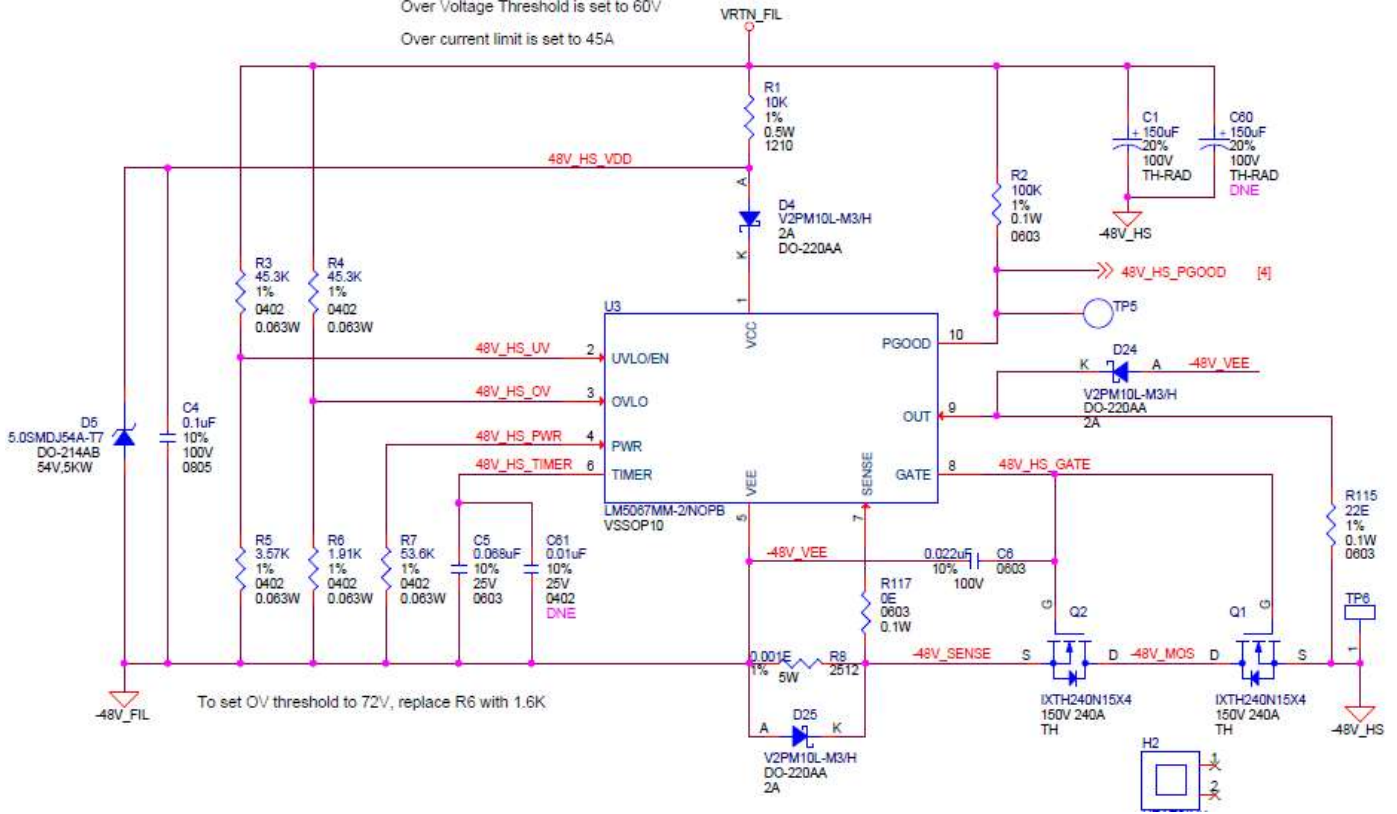 Over Voltage Threshold is set to 60V
Over current limit is set to 45A
VRTN_FIL
R1
10K
1%
0.5W
1210
C1
150uF
20%
100V
TH-RAD
C60
150uF
20%
100V
TH-RAD
DNE
48V_HS_VDD
A
D4
V2PM10L-M3/H
2A
DO-220AA
K
R2
100K
1%
0.1W
0603
-48V_HS
48V_HS_PGOOD [4]
TP5
R3
45.3K
1%
0402
0.063W
R4
45.3K
1%
0402
0.063W
U3
1
VCC
PGOOD
10
48V_HS_UV
2
UVLO/EN
K
D24
A
-48V_VEE
V2PM10L-M3/H
DO-220AA
2A
48V_HS_OV
3
OVLO
OUT
9
D5
5.0SMDJ54A-T7
DO-214AB
54V,5KW
C4
0.1uF
10%
100V
0805
48V_HS_PWR
4
PWR
48V_HS_TIMER
6
TIMER
GATE
8
48V_HS_GATE
VEE
SENSE
5
7
LM5067MM-2/NOPB
VSSOP10
R115
22E
1%
0.1W
0603
R5
3.57K
1%
0402
0.063W
R6
1.91K
1%
0402
0.063W
R7
53.6K
1%
0402
0.063W
C5
0.068uF
10%
25V
0603
C61
0.01uF
10%
25V
0402
DNE
-48V_VEE
0.022uF
10%
100V
C6
0603
R117
0E
0603
0.1W
G
Q2
Q1
G
TP6
1
0.001E
1%
5W
R8
2512
-48V_SENSE
S
D
-48V_MOS
D
S
IXTH240N15X4
150V 240A
TH
IXTH240N15X4
150V 240A
TH
-48V_HS
-48V_FIL
To set OV threshold to 72V, replace R6 with 1.6K
A
D25
K
V2PM10L-M3/H
DO-220AA
2A
H2
1
2